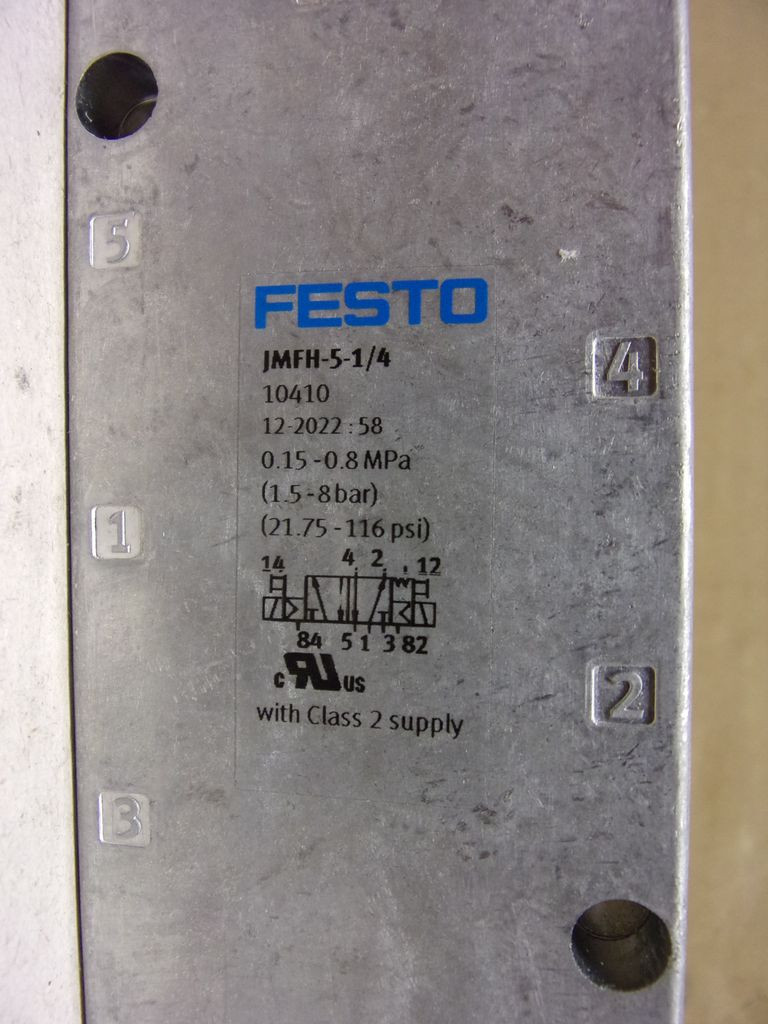 5
FESTO
JMFH-5-1/4
4
10410
12-2022 : 58
0.15 -0.8 MPa
(1.5 -8 bar)
1
(21.75 - 116 psi)
14 4 2 12
84 5 1 3 82
c RU US
with Class 2 supply
2
3